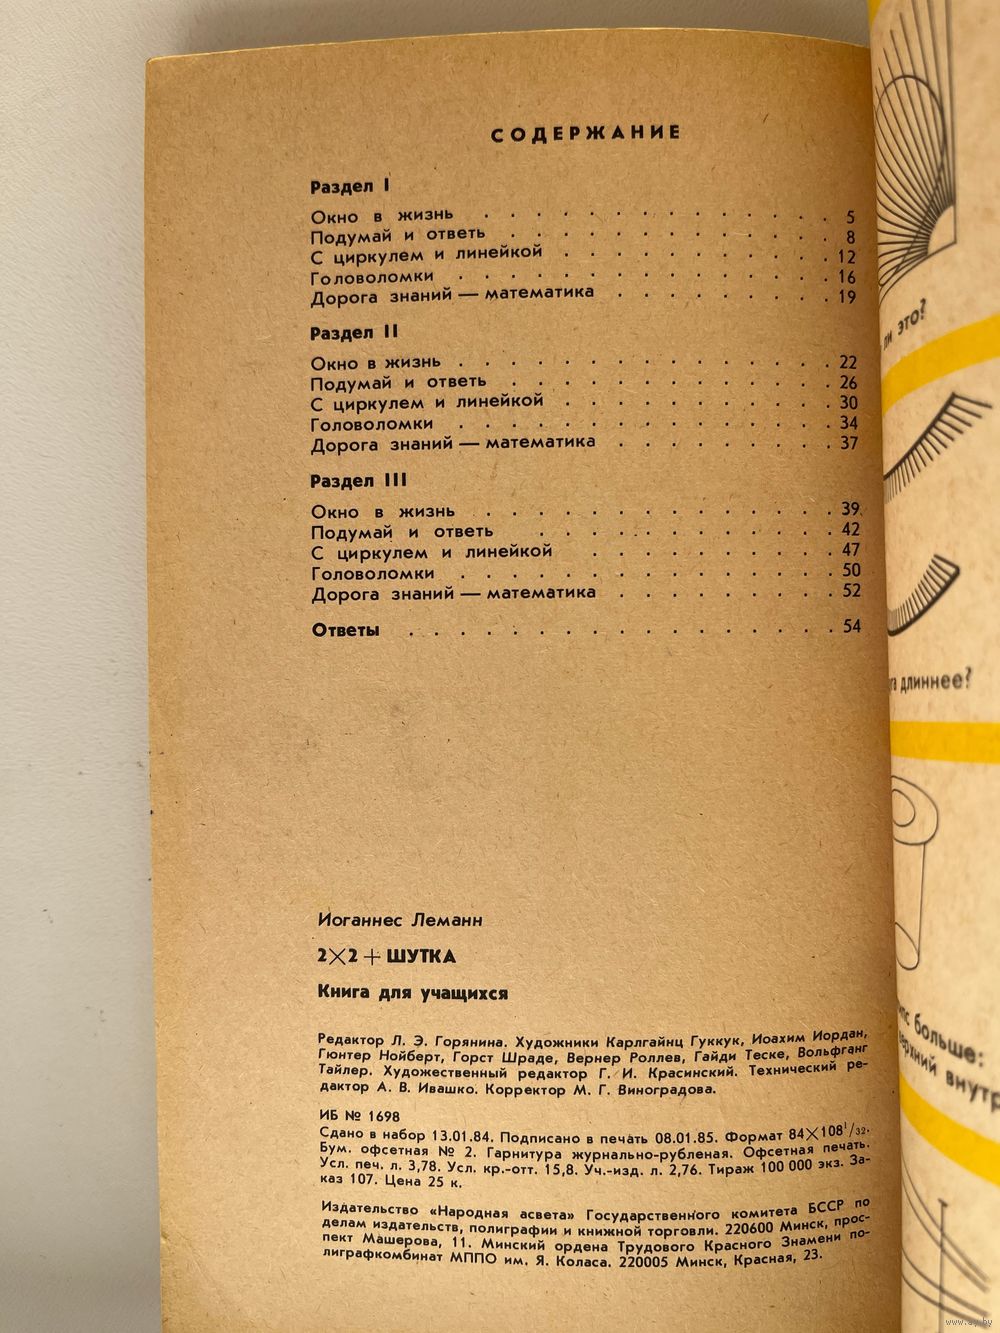 СОДЕРЖАНИЕ
Раздел I
Окно в жизнь . . . . . . . . . . . . . . 5
Подумай и ответь . . . . . . . . . . . . . 8
С циркулем и линейкой . . . . . . . . . . . 12
Головоломки . . . . . . . . . . . . . . . 16
Дорога знаний — математика . . . . . . . . . 19
Раздел II
Окно в жизнь . . . . . . . . . . . . . . . 22
Подумай и ответь . . . . . . . . . . . . . 26
С циркулем и линейкой . . . . . . . . . . . 30
Головоломки . . . . . . . . . . . . . . . 34
Дорога знаний — математика . . . . . . . . . 37
Раздел III
Окно в жизнь . . . . . . . . . . . . . . 39
Подумай и ответь . . . . . . . . . . . . 42
С циркулем и линейкой . . . . . . . . . . 47
Головоломки . . . . . . . . . . . . . . . 50
Дорога знаний — математика . . . . . . . . . 52
Ответы . . . . . . . . . . . . . . . . . 54
Иоганнес Леманн
2×2 + ШУТКА
Книга для учащихся
Редактор Л. Э. Горянина. Художники Карлгайнц Гуккук, Иоахим Иордан,
Гюнтер Нойберт, Горст Шраде, Вернер Роллев, Гайди Теске, Вольфганг
Тайлер. Художественный редактор Г. И. Красинский. Технический ре-
дактор А. В. Ивашко. Корректор М. Г. Виноградова.
ИБ № 1698
Сдано в набор 13.01.84. Подписано в печать 08.01.85. Формат 84×108 1/32.
Бум. офсетная № 2. Гарнитура журнально-рубленая. Офсетная печать.
Усл. печ. л. 3,78. Усл. кр.-отт. 15,8. Уч.-изд. л. 2,76. Тираж 100 000 экз. За-
каз 107. Цена 25 к.
Издательство «Народная асвета» Государственного комитета БССР по
делам издательств, полиграфии и книжной торговли. 220600 Минск, прос-
пект Машерова, 11. Минский ордена Трудового Красного Знамени по-
лиграфкомбинат МППО им. Я. Коласа. 220005 Минск, Красная, 23.
ли это?
длиннее?
больше:
внутр
www.ay.by